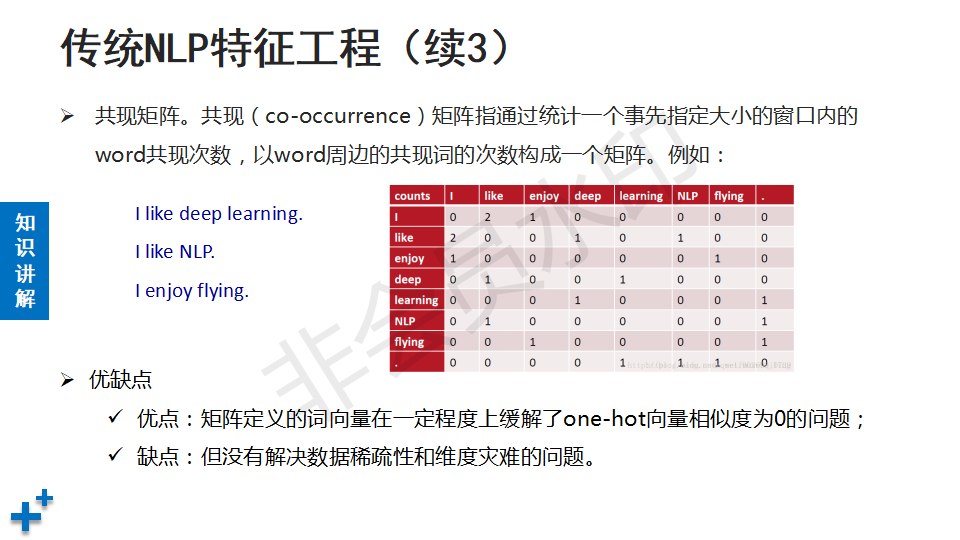 传统NLP特征工程（续3）
➢ 共现矩阵。共现（co-occurrence）矩阵指通过统计一个事先指定大小的窗口内的
word共现次数，以word周边的共现词的次数构成一个矩阵。例如：
I like deep learning.
I like NLP.
I enjoy flying.
counts I like enjoy deep learning NLP flying .
I 0 2 1 0 0 0 0 0
like 2 0 0 1 0 1 0 0
enjoy 1 0 0 0 0 0 1 0
deep 0 1 0 0 1 0 0 0
learning 0 0 0 1 0 0 0 1
NLP 0 1 0 0 0 0 0 1
flying 0 0 1 0 0 0 0 1
. 0 0 0 0 1 1 1 0
知
识
讲
解
➢ 优缺点
✓ 优点：矩阵定义的词向量在一定程度上缓解了one-hot向量相似度为0的问题；
✓ 缺点：但没有解决数据稀疏性和维度灾难的问题。
非会员水印